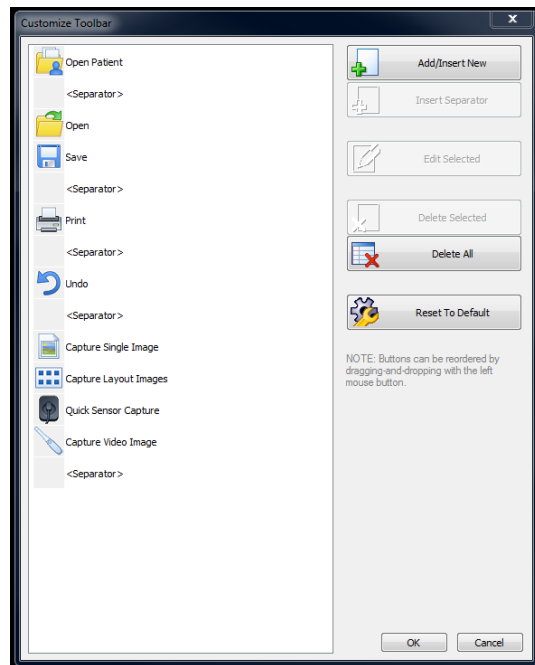 Customize Toolbar
x
Open Patient
<Separator>
Open
Save
<Separator>
Print
<Separator>
Undo
<Separator>
Capture Single Image
Capture Layout Images
Quick Sensor Capture
Capture Video Image
<Separator>
Add/Insert New
Insert Separator
Edit Selected
Delete Selected
Delete All
Reset To Default
NOTE: Buttons can be reordered by
dragging-and-dropping with the left
mouse button.
OK
Cancel